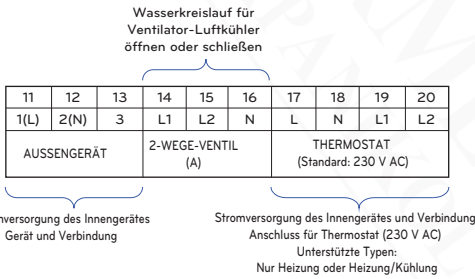 Wasserkreislauf für
Ventilator-Luftkühler
öffnen oder schließen
11 12 13 14 15 16 17 18 19 20
1(L) 2(N) 3 L1 L2 N L N L1 L2
AUSSENGERÄT
2-WEGE-VENTIL
(A)
THERMOSTAT
(Standard: 230 V AC)
nversorgung des Innengerätes
Gerät und Verbindung
Stromversorgung des Innengerätes und Verbindung
Anschluss für Thermostat (230 V AC)
Unterstützte Typen:
Nur Heizung oder Heizung/Kühlung